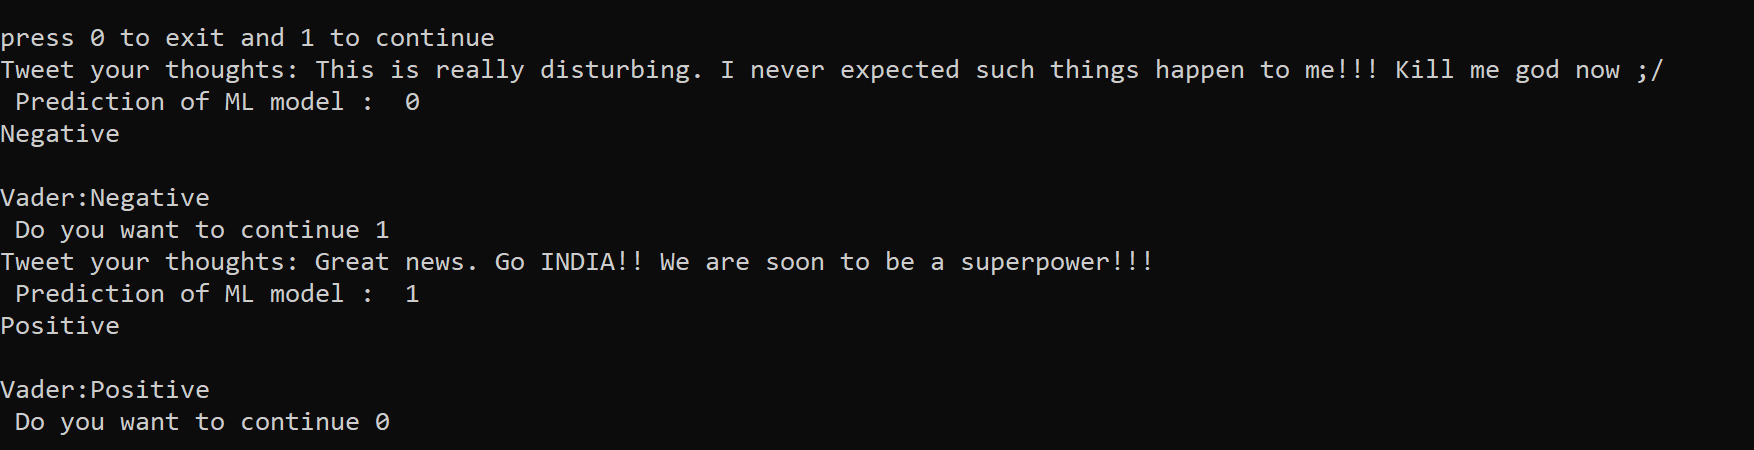 press 0 to exit and 1 to continue
Tweet your thoughts: This is really disturbing. I never expected such things happen to me!!! Kill me god now ;/
Prediction of ML model :  0
Negative
Vader:Negative
Do you want to continue 1
Tweet your thoughts: Great news. Go INDIA!! We are soon to be a superpower!!!
Prediction of ML model :  1
Positive
Vader:Positive
Do you want to continue 0